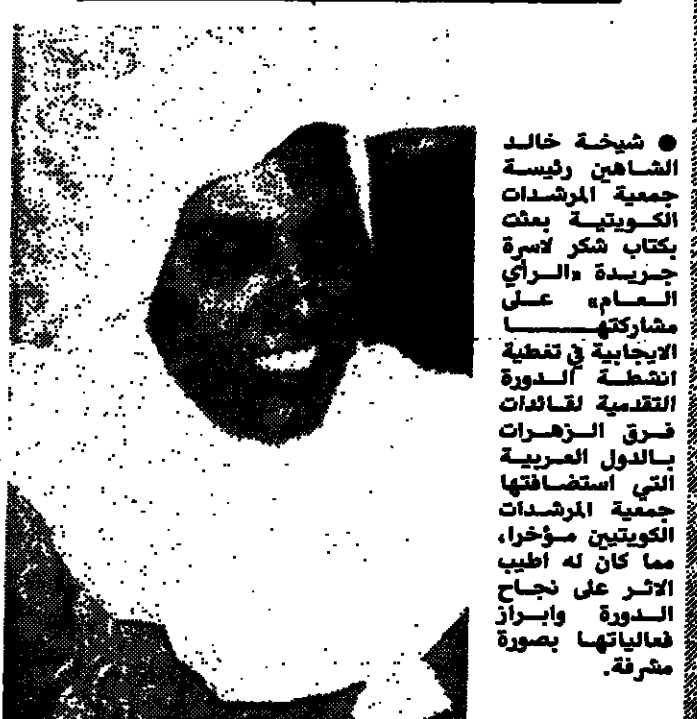 ● شيخة خالد
الشاهين رئيسة
جمعية المرشدات
الكويتية بعثت
بكتاب شكر لاسرة
جريدة «الرأي
العام» على
مشاركتها
الايجابية في تغطية
انشطة الدورة
التقدمية لقائدات
فرق الزهرات
بالدول العربية
التي استضافتها
جمعية المرشدات
الكويتيين مؤخرا،
مما كان له اطيب
الاثر على نجاح
الدورة وابراز
فعالياتها بصورة
مشرفة.